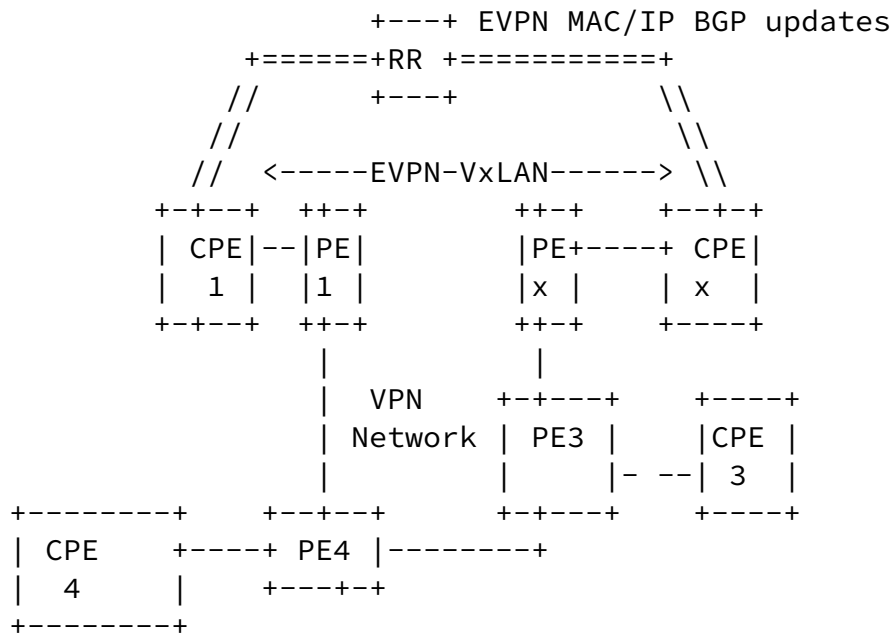 EVPN MAC/IP BGP updates
RR
EVPN-VxLAN
CPE PE PE CPE
1 1 x x
VPN
Network PE3 CPE
3
CPE PE4
4